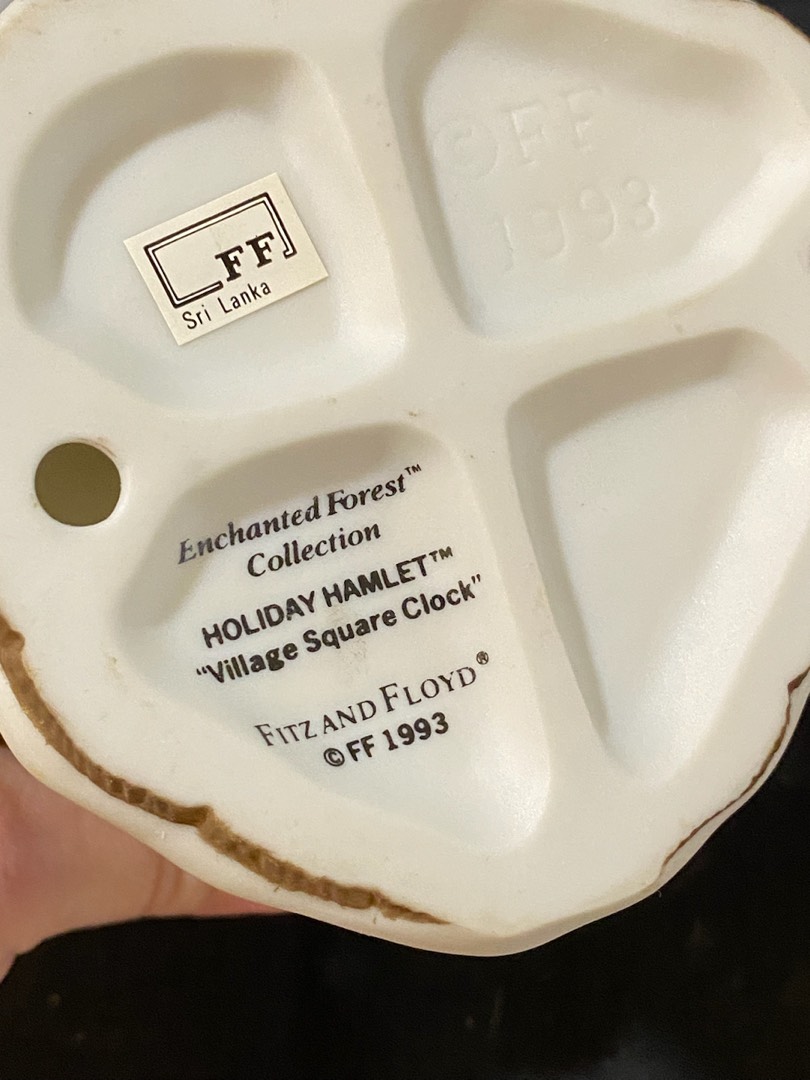 ©FF
1993
FF
Sri Lanka
Enchanted Forest™
Collection
HOLIDAY HAMLET™
"Village Square Clock"
FITZ AND FLOYD®
©FF 1993